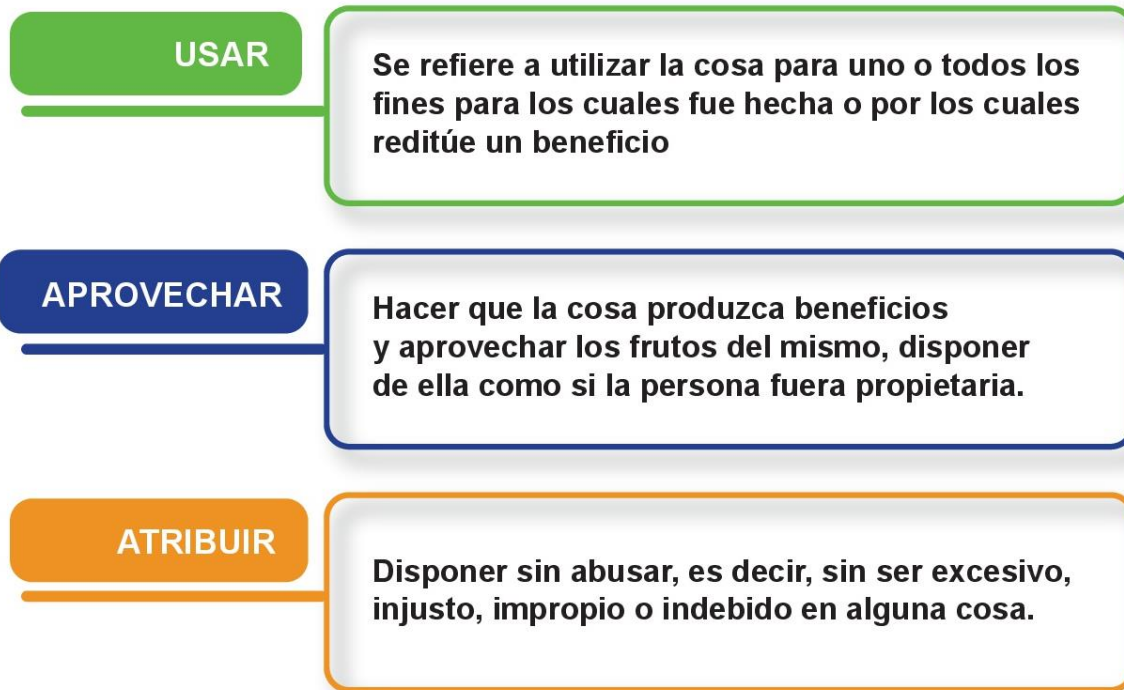 USAR
Se refiere a utilizar la cosa para uno o todos los
fines para los cuales fue hecha o por los cuales
reditúe un beneficio
APROVECHAR
Hacer que la cosa produzca beneficios
y aprovechar los frutos del mismo, disponer
de ella como si la persona fuera propietaria.
ATRIBUIR
Disponer sin abusar, es decir, sin ser excesivo,
injusto, impropio o indebido en alguna cosa.